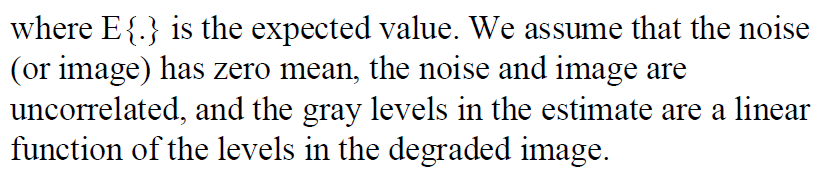 where E{.} is the expected value. We assume that the noise
(or image) has zero mean, the noise and image are
uncorrelated, and the gray levels in the estimate are a linear
function of the levels in the degraded image.